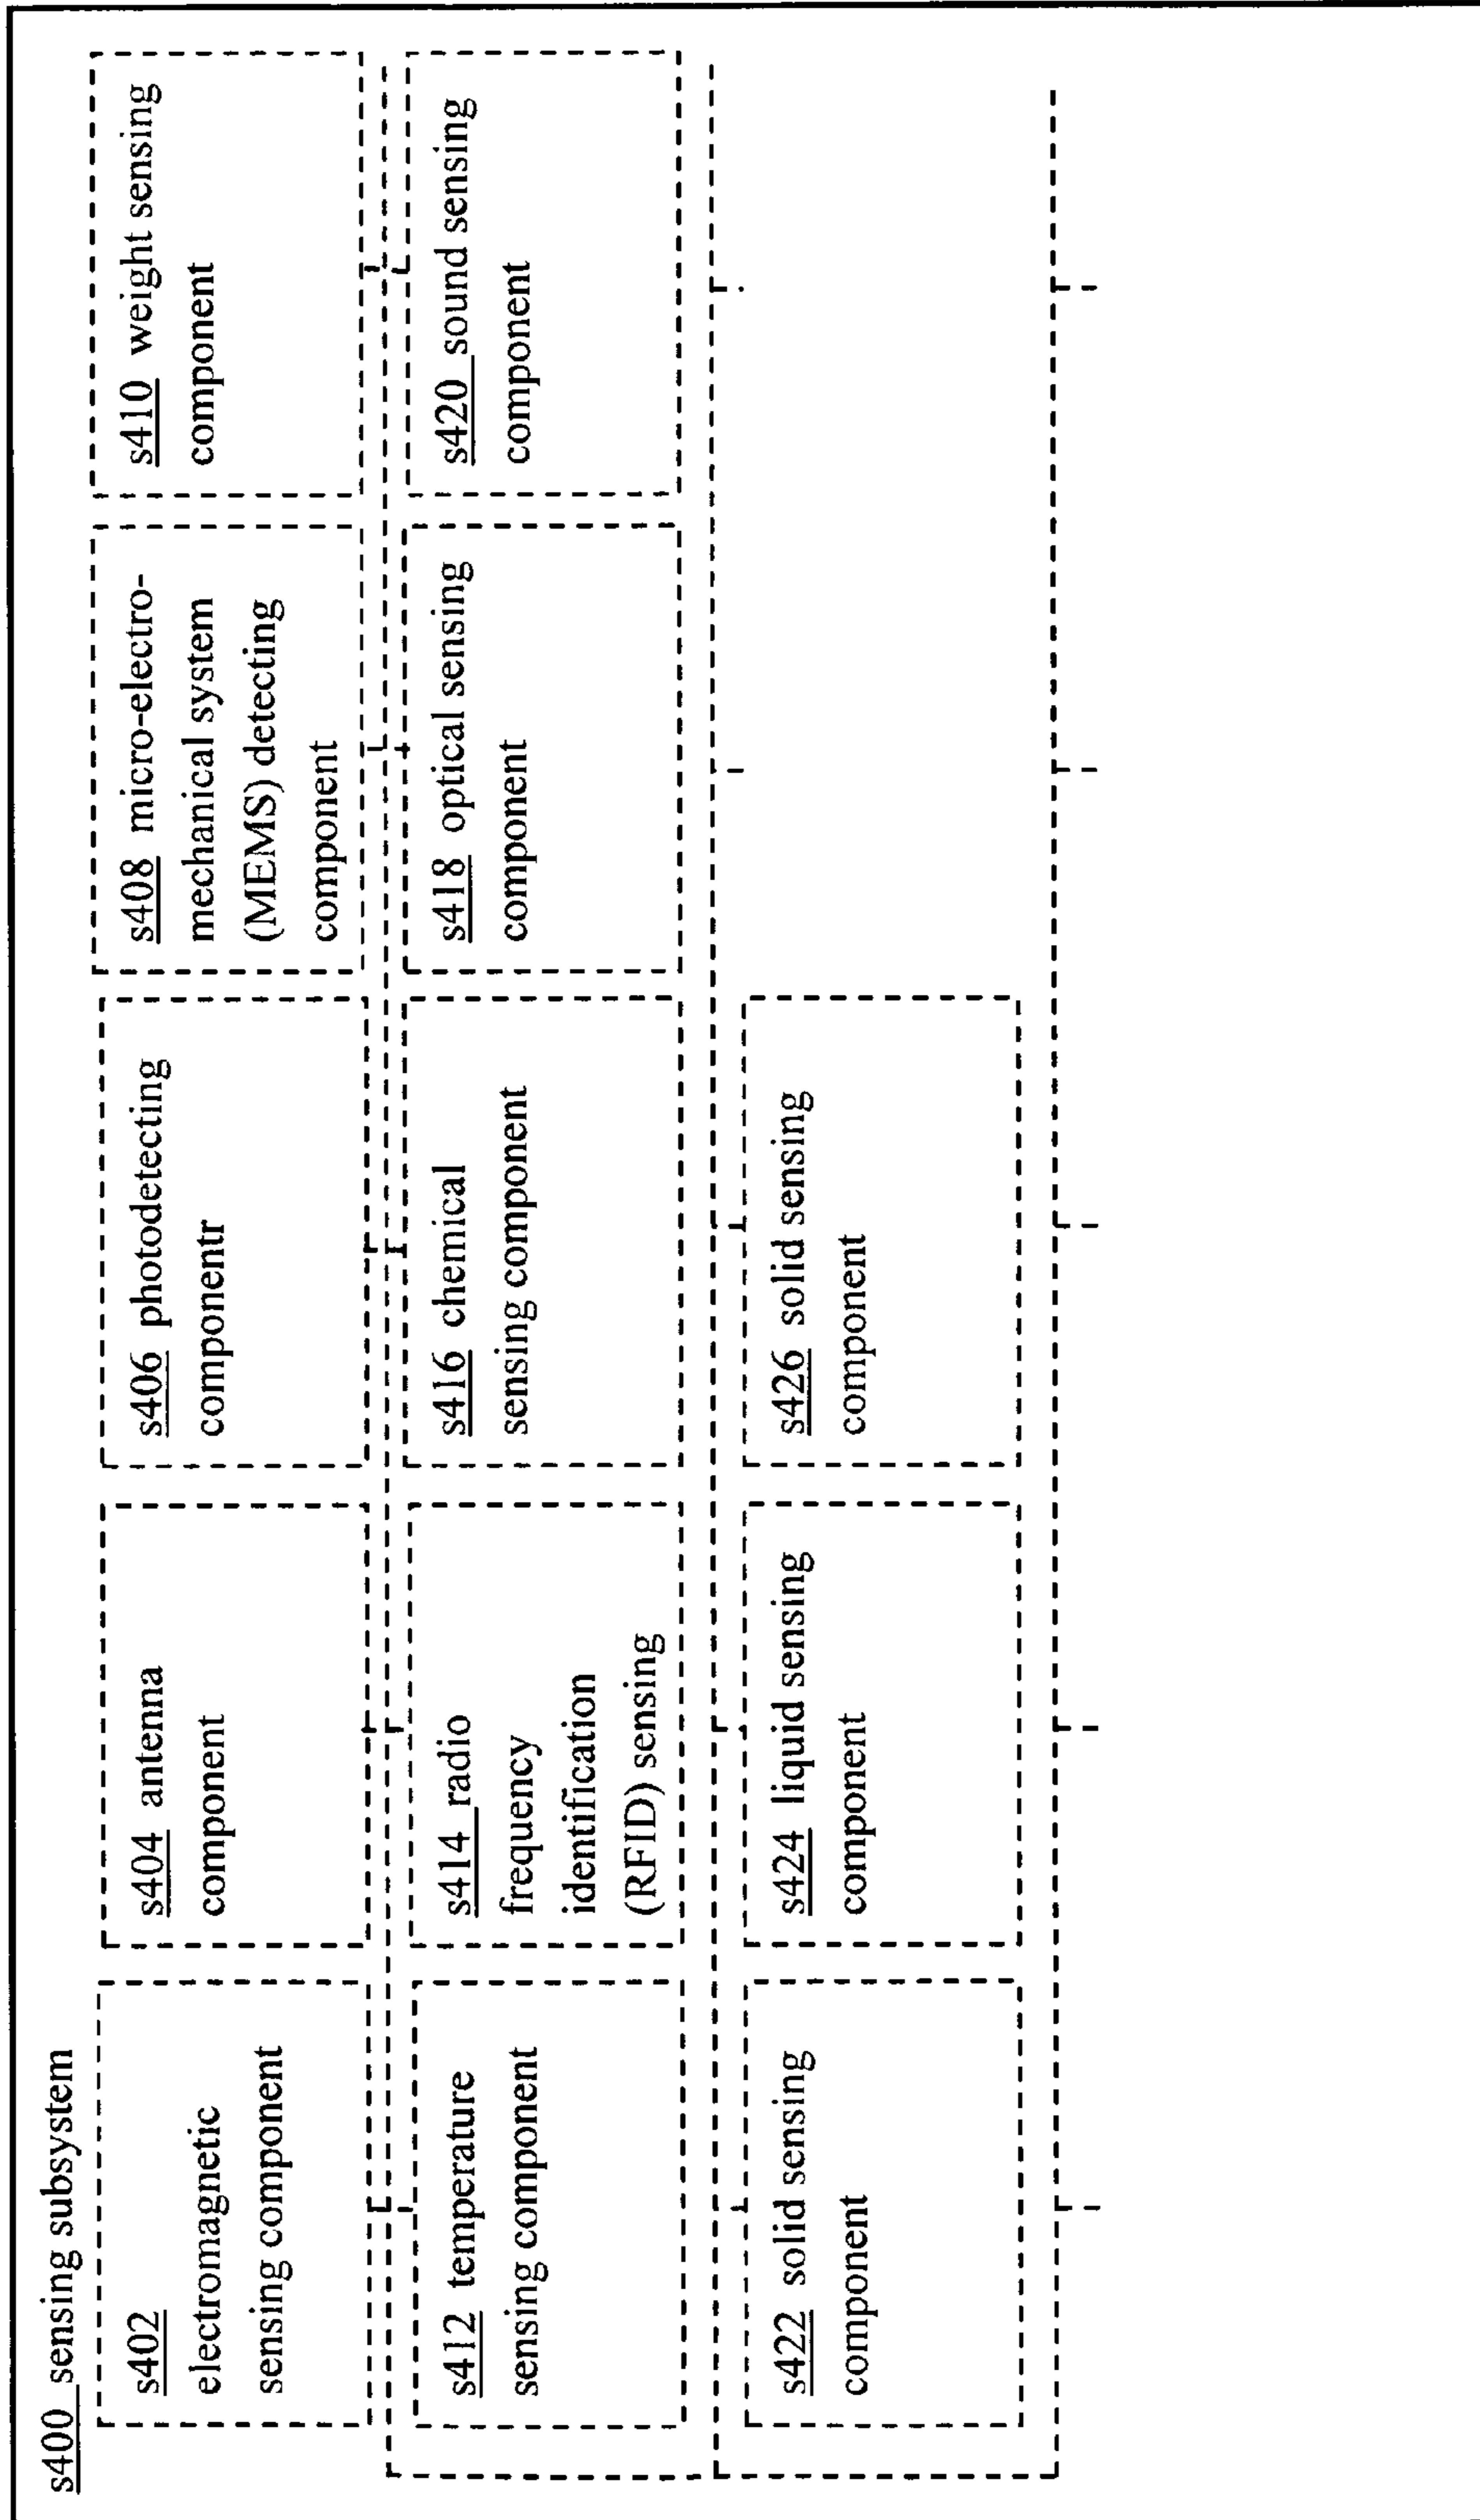 s400 sensing subsystem
s402
electromagnetic
sensing component
s404 antenna
component
s406 photodetecting
componentr
s408 micro-electro-
mechanical system
(MEMS) detecting
component
s410 weight sensing
component
s412 temperature
sensing component
s414 radio
frequency
identification
(RFID) sensing
s416 chemical
sensing component
s418 optical sensing
component
s420 sound sensing
component
s422 solid sensing
component
s424 liquid sensing
component
s426 solid sensing
component